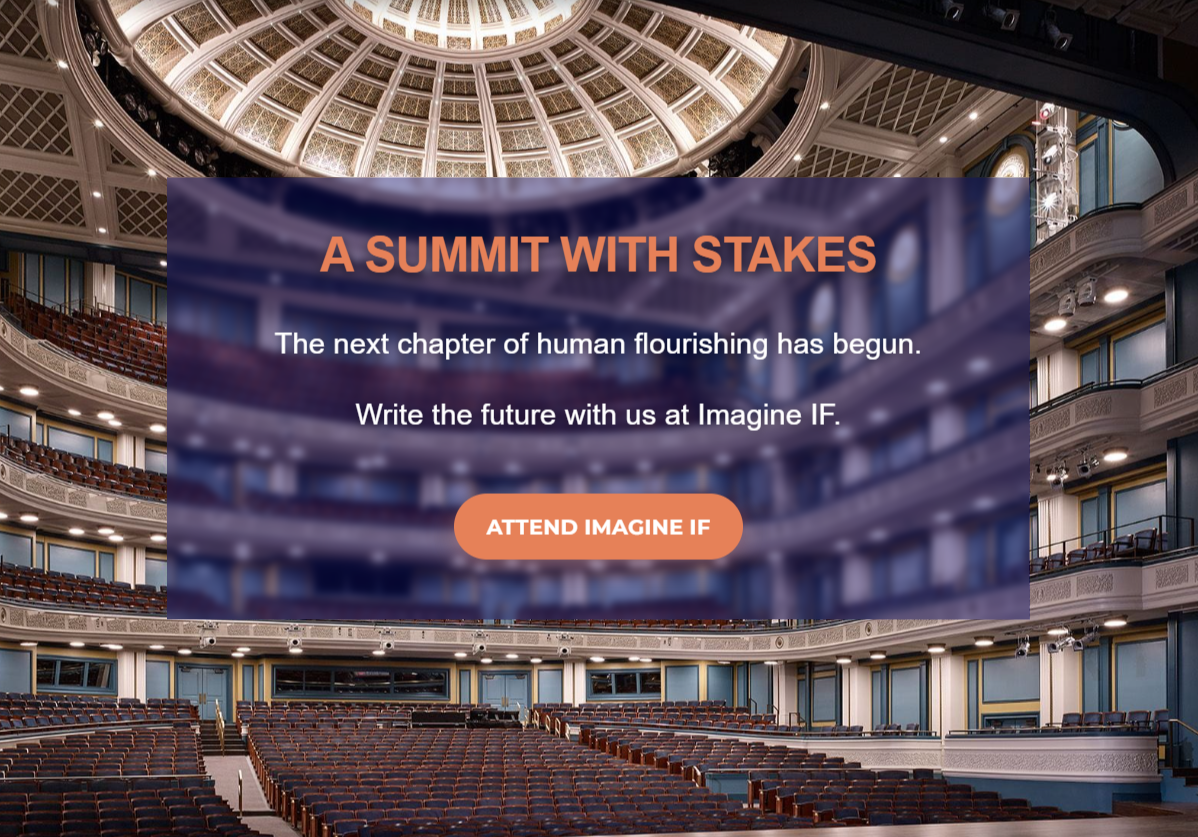 A SUMMIT WITH STAKES
The next chapter of human flourishing has begun.
Write the future with us at Imagine IF.
ATTEND IMAGINE IF